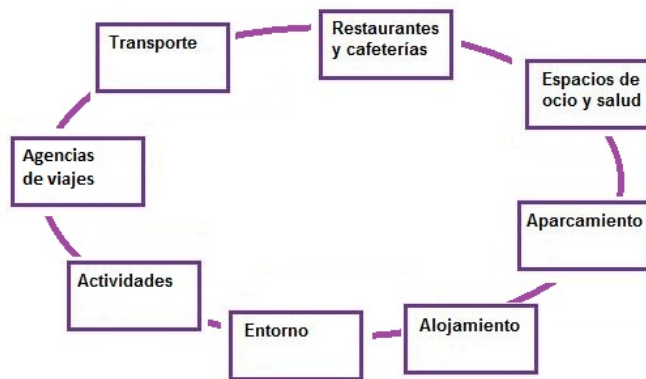 Transporte
Restaurantes
y cafeterías
Espacios de
ocio y salud
Aparcamiento
Alojamiento
Entorno
Actividades
Agencias
de viajes